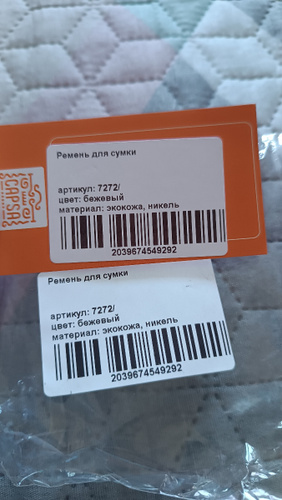 Ремень для сумки
артикул: 7272/
цвет: бежевый
материал: экокожа, никель
2039674549292
CAPSA
Ремень для сумки
артикул: 7272/
цвет: бежевый
материал: экокожа, никель
2039674549292